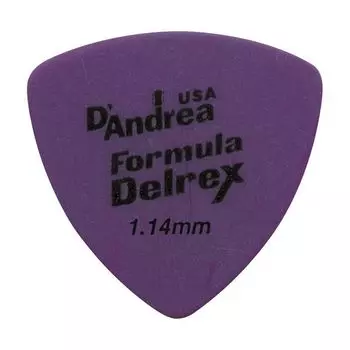 USA
D'Andrea
Formula
Delrex
1.14mm